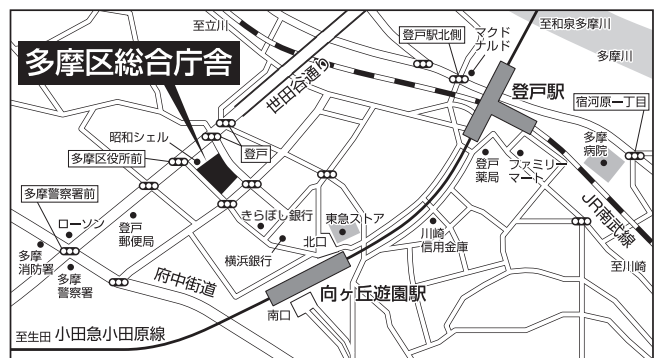 至立川
登戸駅北側
マクド
ナルド
至和泉多摩川
多摩川
多摩区総合庁舎
世田谷通り
登戸駅
宿河原一丁目
昭和シェル
多摩区役所前
登戸
多摩
病院
登戸
薬局
ファミリー
マート
多摩警察署前
ローソン
登戸
郵便局
きらぼし銀行
東急ストア
北口
横浜銀行
川崎
信用金庫
JR南武線
多摩
消防署
多摩
警察署
府中街道
至川崎
向ヶ丘遊園駅
南口
至生田 小田急小田原線